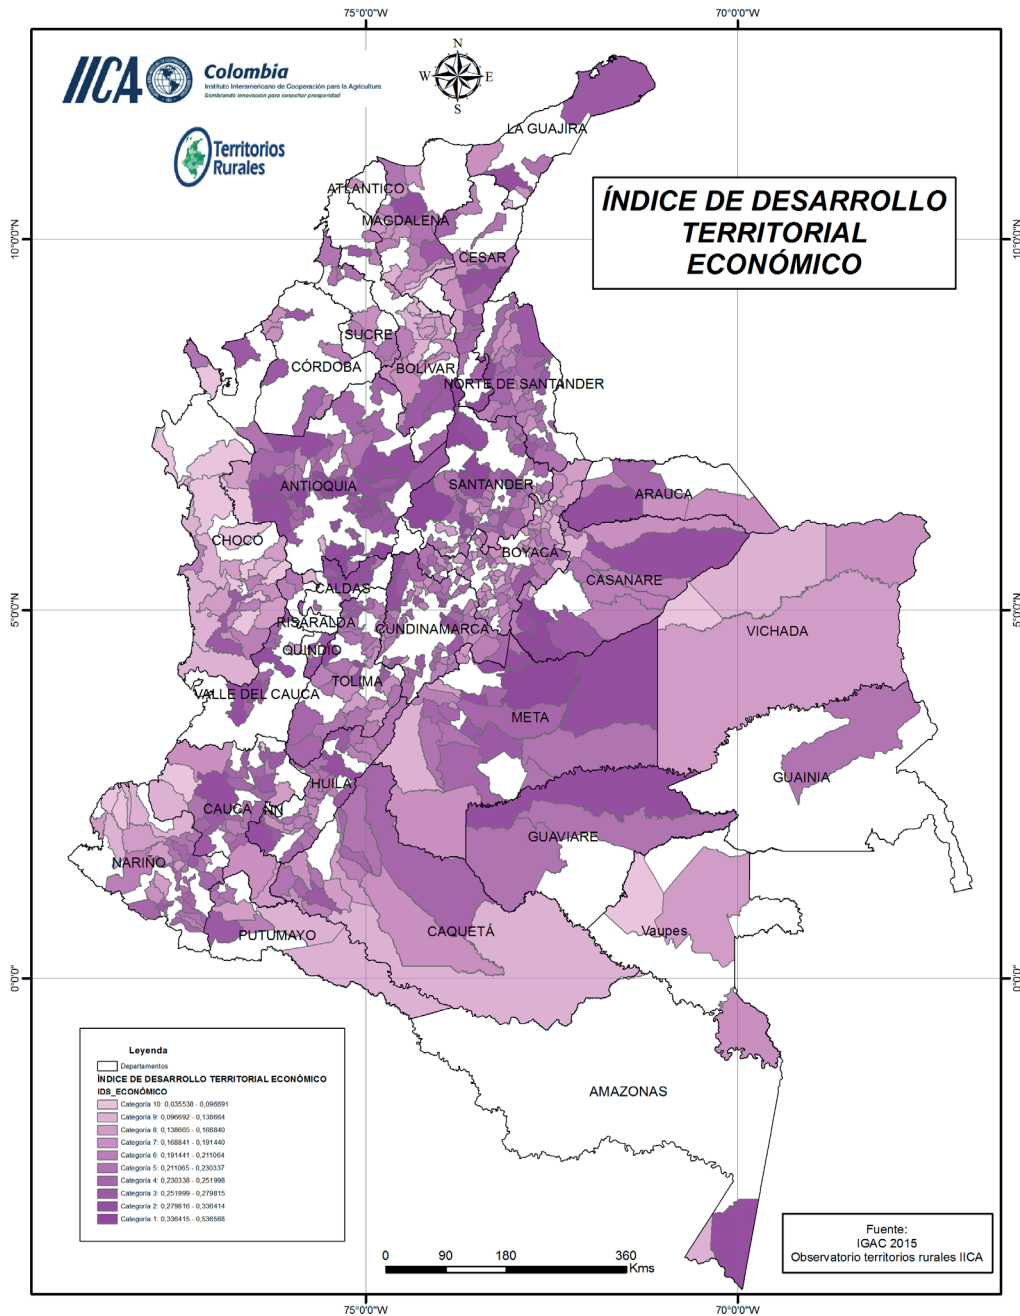 75°0'0"W
70°0'0"W
IICA
Colombia
Instituto Interamericano de Cooperación para la Agricultura
Sembrando innovación para cosechar prosperidad
Territorios
Rurales
N
W
E
S
ÍNDICE DE DESARROLLO
TERRITORIAL
ECONÓMICO
10°0'0"N
10°0'0"N
5°0'0"N
5°0'0"N
0°0'0"
0°0'0"
LA GUAJIRA
ATLANTICO
MAGDALENA
CESAR
SUCRE
CÓRDOBA
BOLIVAR
2
NORTE DE SANTANDER
ANTIOQUIA
SANTANDER
ARAUCA
CHOCO
BOYACÁ
CASANARE
CALDAS
RISARALDA
CUNDINAMARCA
VICHADA
QUINDIO
TOLIMA
VALLE DEL CAUCA
META
GUAINIA
HUILA
CAUCA
NN
GUAVIARE
NARIÑO
PUTUMAYO
CAQUETÁ
Vaupes
AMAZONAS
Leyenda
Departamentos
ÍNDICE DE DESARROLLO TERRITORIAL ECONÓMICO
IDS_ECONÓMICO
Categoría 10: 0,035538 - 0,096691
Categoría 9: 0,096692 - 0,138664
Categoría 8: 0,138665 - 0,168840
Categoría 7: 0,168841 - 0,191440
Categoría 6: 0,191441 - 0,211064
Categoría 5: 0,211065 - 0,230337
Categoría 4: 0,230338 - 0,251998
Categoría 3: 0,251999 - 0,279815
Categoría 2: 0,279816 - 0,336414
Categoría 1: 0,336415 - 0,536568
0 90 180 360
Kms
Fuente:
IGAC 2015
Observatorio territorios rurales IICA
75°0'0"W
70°0'0"W